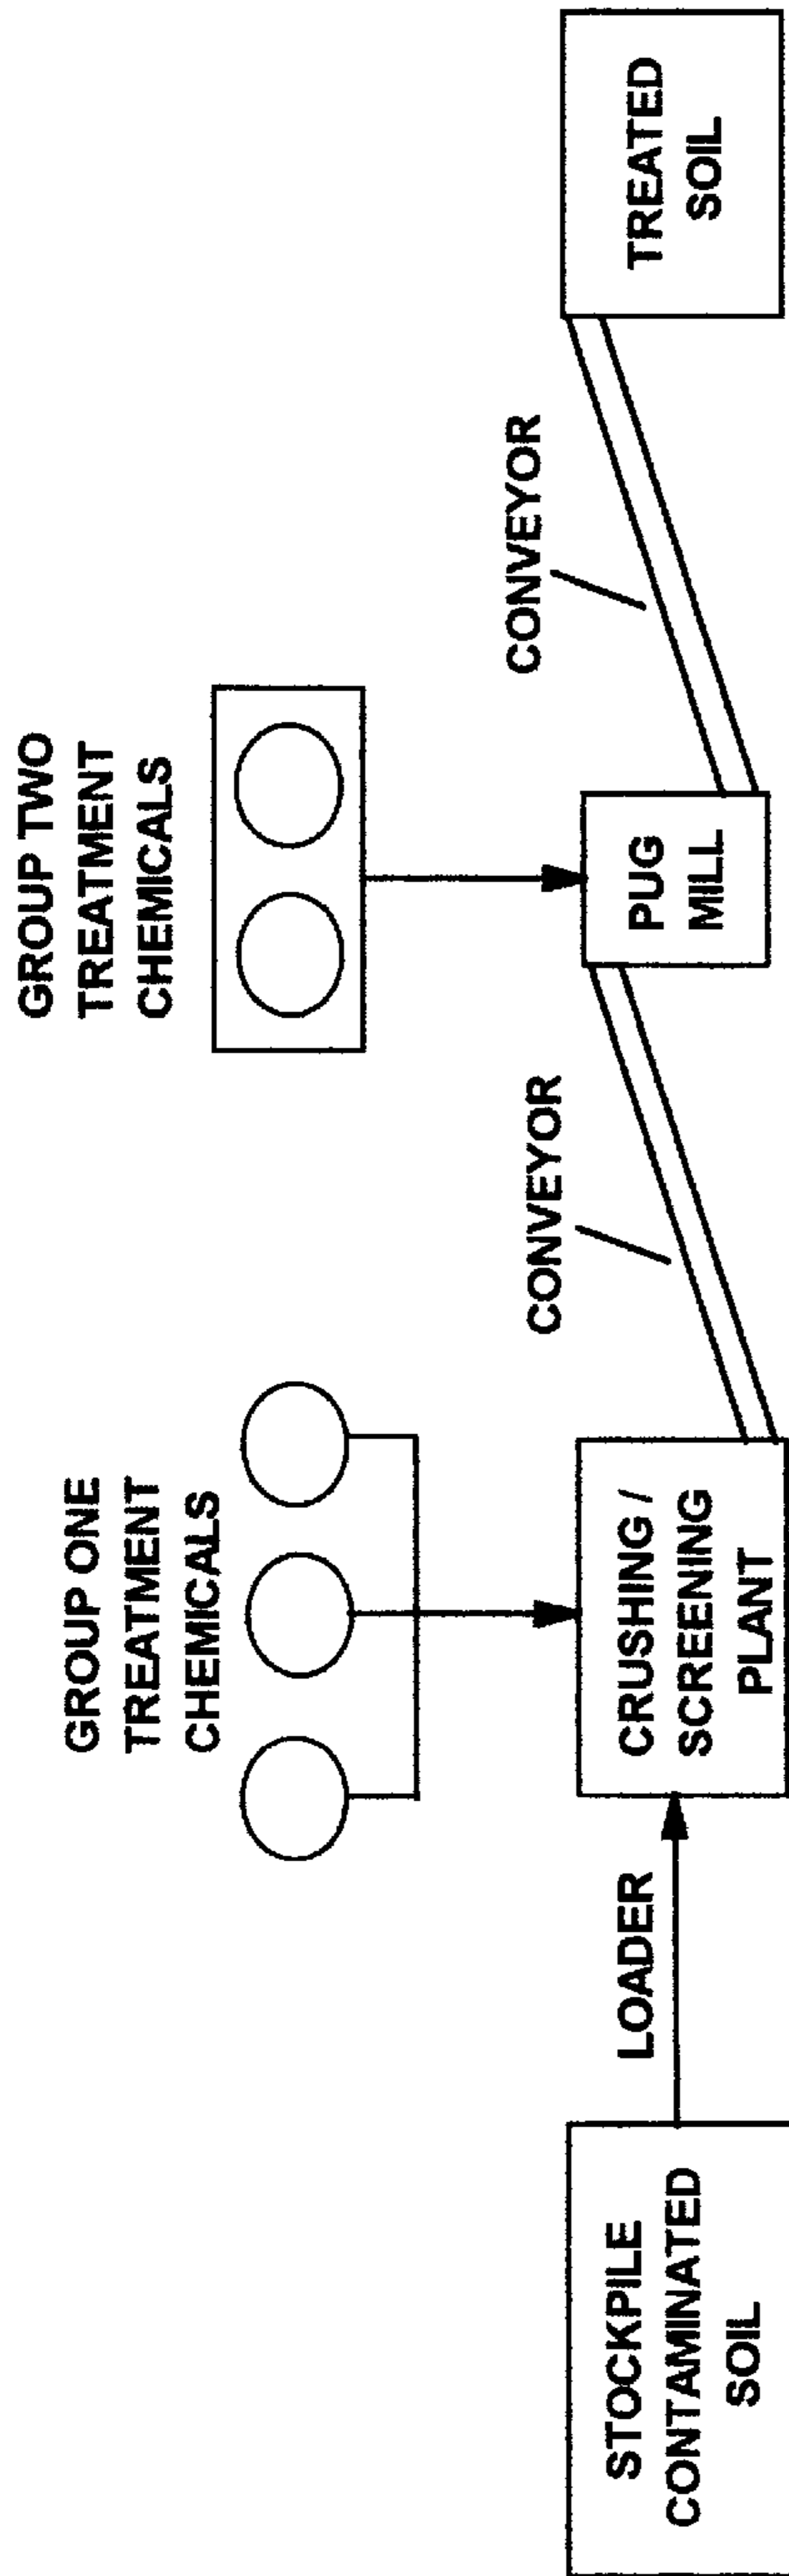 GROUP ONE
TREATMENT
CHEMICALS
GROUP TWO
TREATMENT
CHEMICALS
STOCKPILE
CONTAMINATED
SOIL
LOADER
CRUSHING /
SCREENING
PLANT
CONVEYOR
PUG
MILL
CONVEYOR
TREATED
SOIL